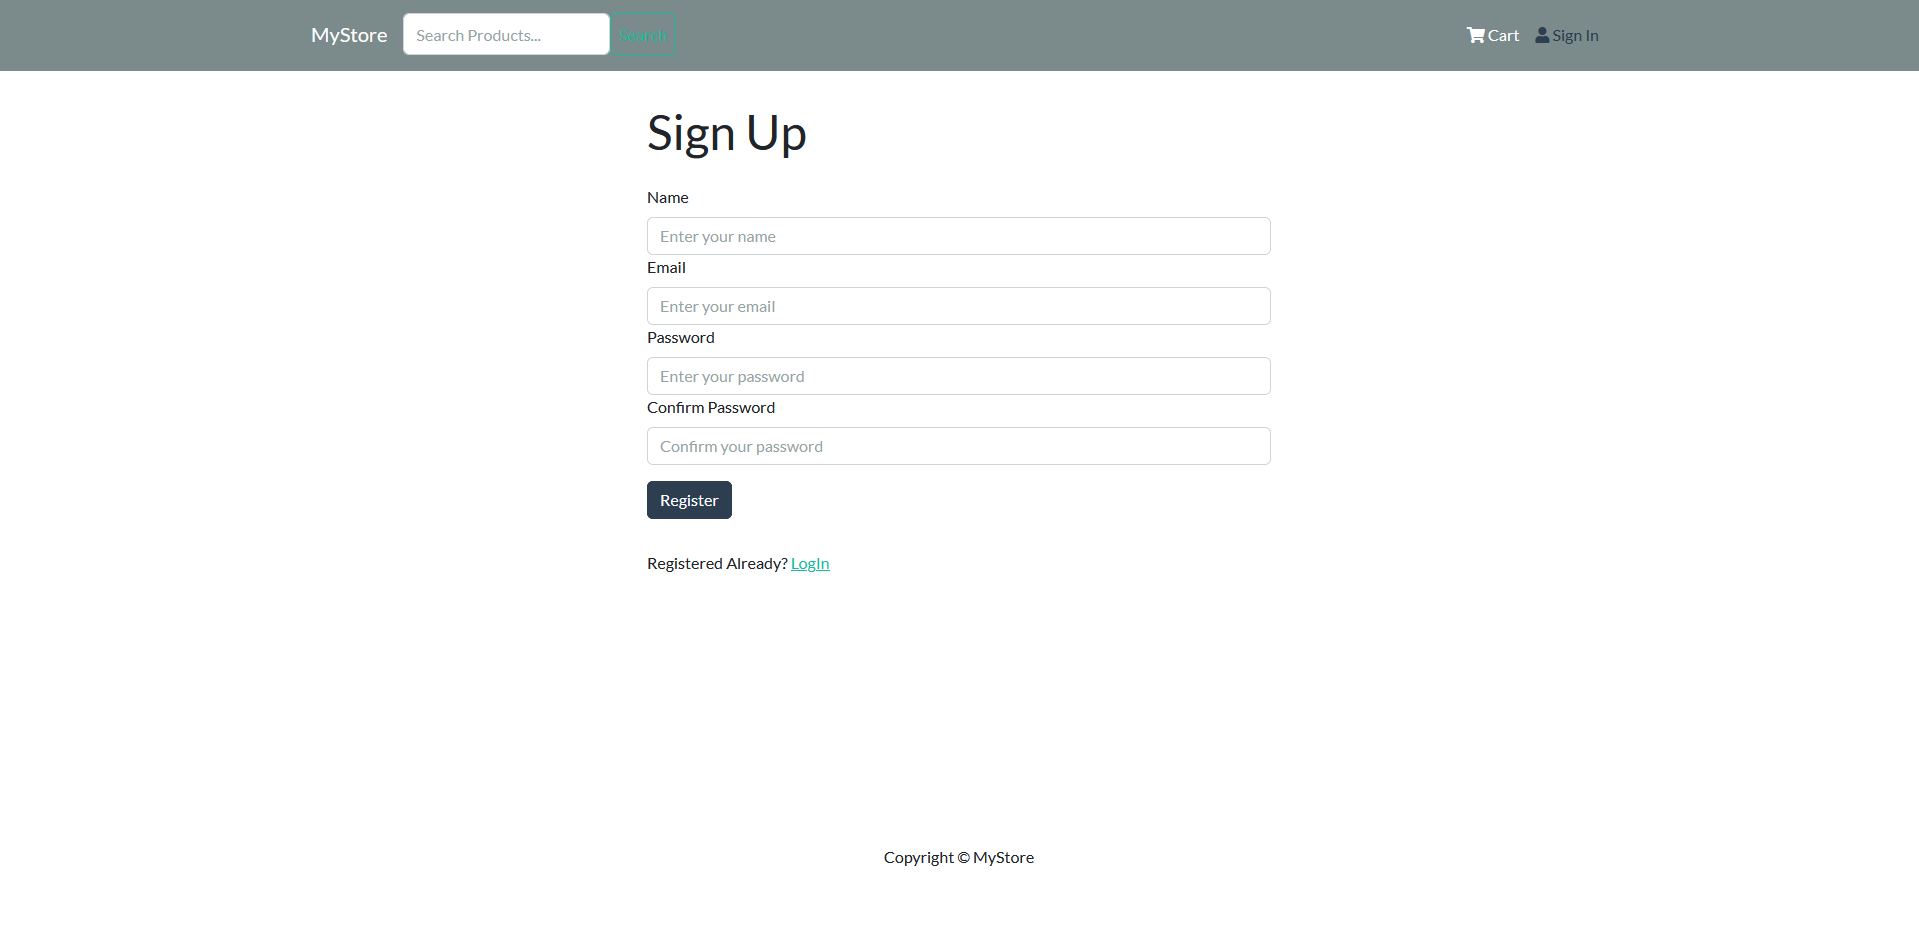 MyStore Search Products... Search Cart Sign In
Sign Up
Name
Enter your name
Email
Enter your email
Password
Enter your password
Confirm Password
Confirm your password
Register
Registered Already? LogIn
Copyright © MyStore